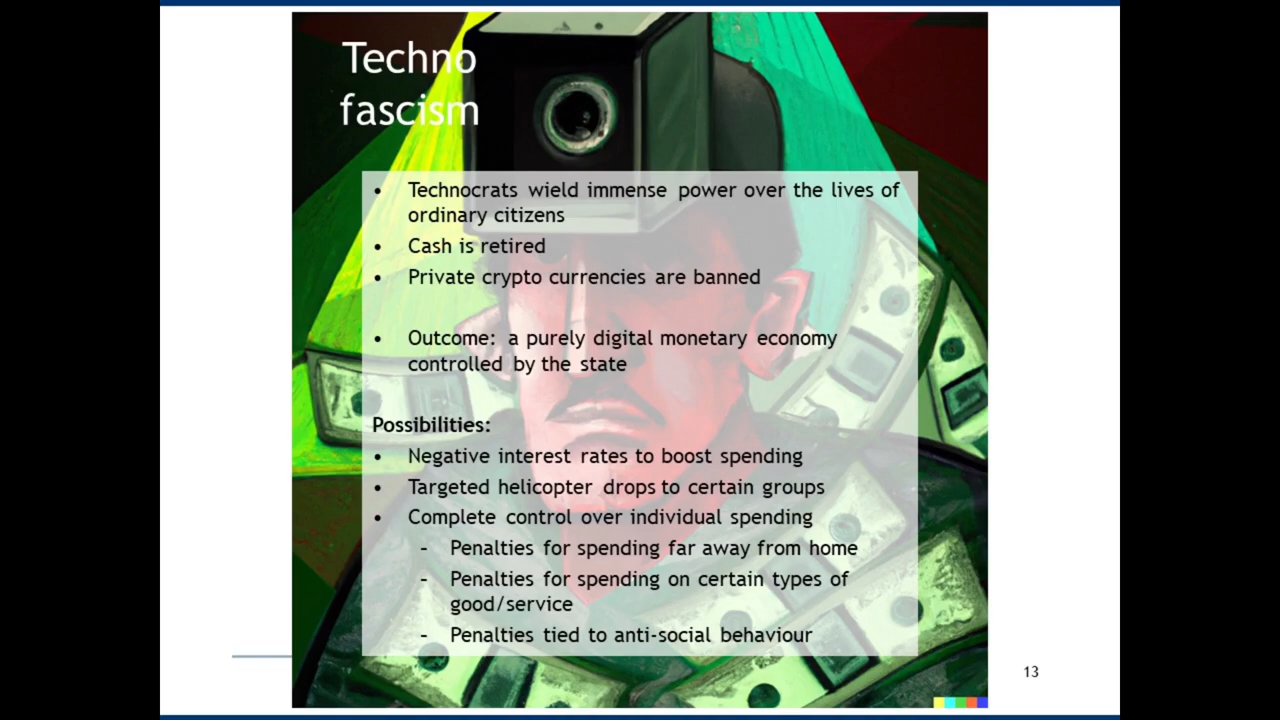 Techno
fascism
• Technocrats wield immense power over the lives of
ordinary citizens
• Cash is retired
• Private crypto currencies are banned
• Outcome: a purely digital monetary economy
controlled by the state
Possibilities:
• Negative interest rates to boost spending
• Targeted helicopter drops to certain groups
• Complete control over individual spending
- Penalties for spending far away from home
- Penalties for spending on certain types of
good/service
- Penalties tied to anti-social behaviour
13